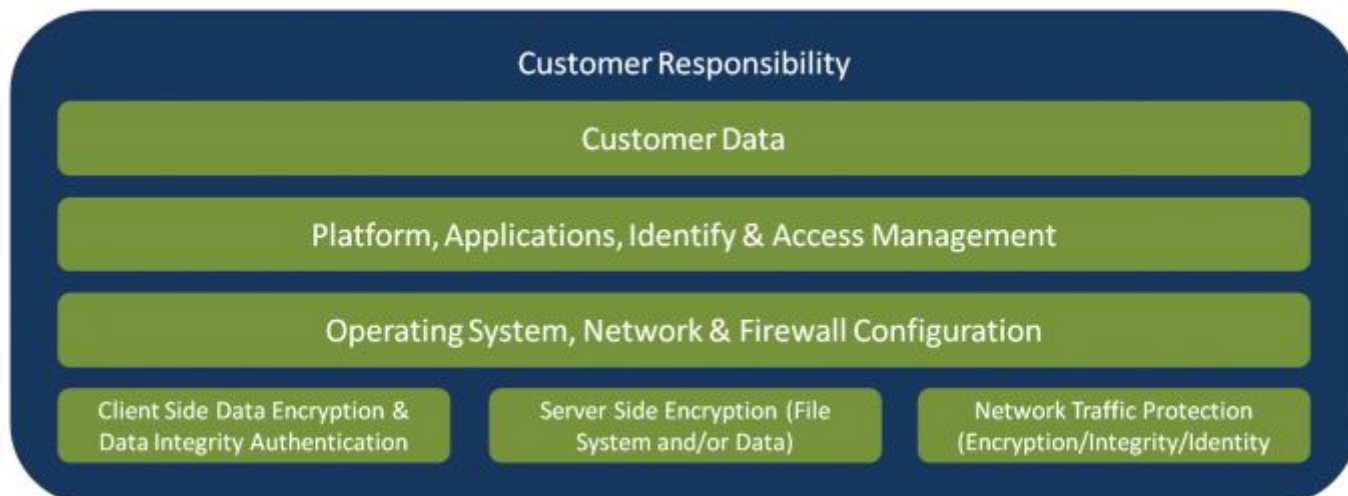 Customer Responsibility
Customer Data
Platform, Applications, Identify & Access Management
Operating System, Network & Firewall Configuration
Client Side Data Encryption &
Data Integrity Authentication
Server Side Encryption (File
System and/or Data)
Network Traffic Protection
(Encryption/Integrity/Identity